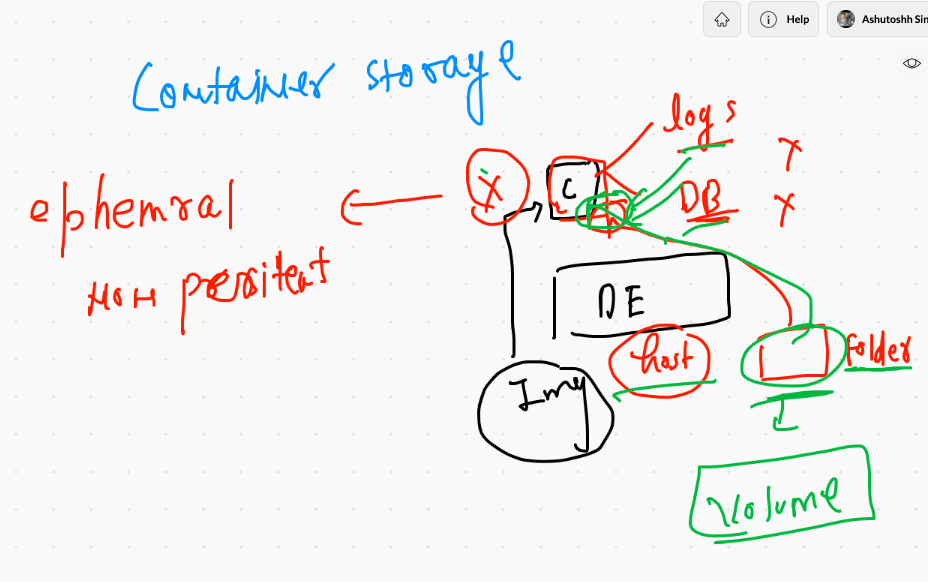 Help
Ashutoshh Sin
Container storage
logs
X
C
DB
X
ephemral
X
non persitent
DE
host
folder
Img
Volume